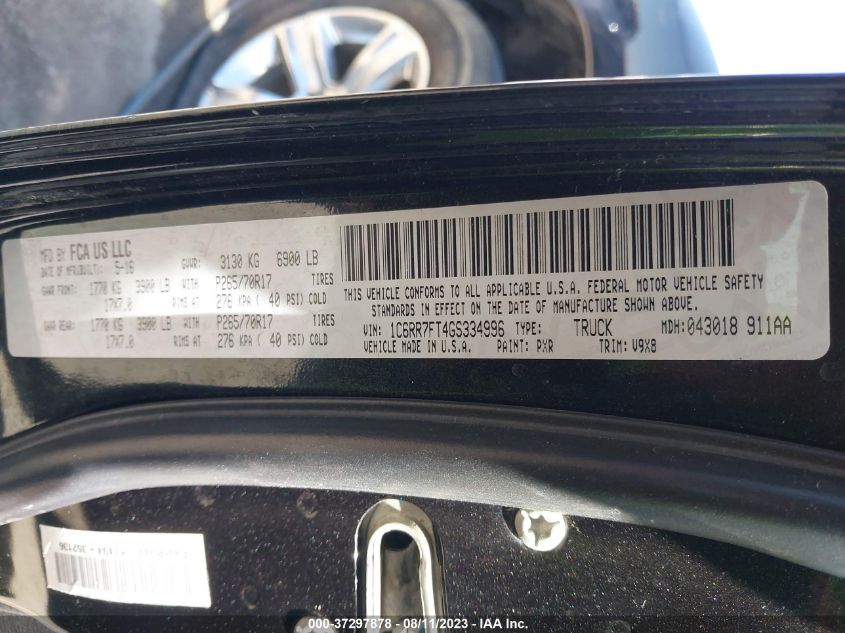 MFD BY FCA US LLC
DATE OF MFR(BUILT): 5-16 GVWR: 3130 KG 6900 LB
GAWR FRONT: 1770 KG 3900 LB WITH P265/70R17 TIRES
17X7.0 RIMS AT 276 KPA ( 40 PSI) COLD
GAWR REAR: 1770 KG 3900 LB WITH P265/70R17 TIRES
17X7.0 RIMS AT 276 KPA ( 40 PSI) COLD
THIS VEHICLE CONFORMS TO ALL APPLICABLE U.S.A. FEDERAL MOTOR VEHICLE SAFETY
STANDARDS IN EFFECT ON THE DATE OF MANUFACTURE SHOWN ABOVE.
VIN: 1C6RR7FT4GS334996 TYPE: TRUCK MDH: 043018 911AA
VEHICLE MADE IN U.S.A. PAINT: PXR TRIM: V9X8
COPART: 37297878 - 08/11/2023 - IAA